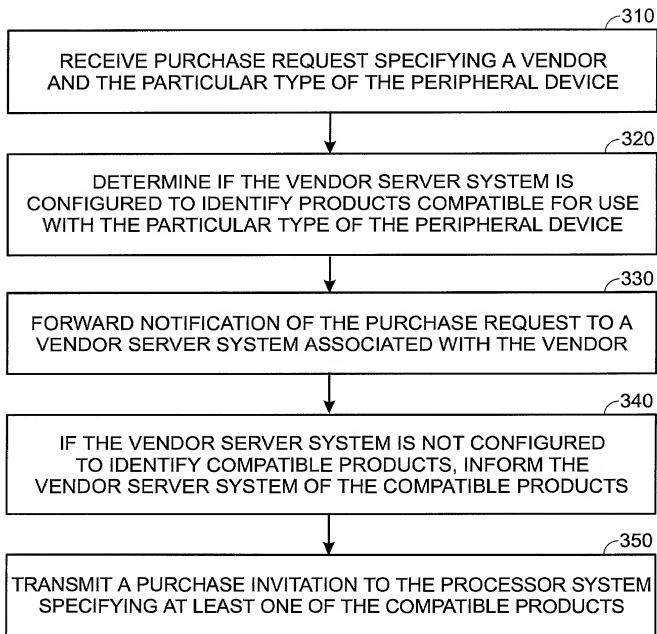 310
RECEIVE PURCHASE REQUEST SPECIFYING A VENDOR
AND THE PARTICULAR TYPE OF THE PERIPHERAL DEVICE
320
DETERMINE IF THE VENDOR SERVER SYSTEM IS
CONFIGURED TO IDENTIFY PRODUCTS COMPATIBLE FOR USE
WITH THE PARTICULAR TYPE OF THE PERIPHERAL DEVICE
330
FORWARD NOTIFICATION OF THE PURCHASE REQUEST TO A
VENDOR SERVER SYSTEM ASSOCIATED WITH THE VENDOR
340
IF THE VENDOR SERVER SYSTEM IS NOT CONFIGURED
TO IDENTIFY COMPATIBLE PRODUCTS, INFORM THE
VENDOR SERVER SYSTEM OF THE COMPATIBLE PRODUCTS
350
TRANSMIT A PURCHASE INVITATION TO THE PROCESSOR SYSTEM
SPECIFYING AT LEAST ONE OF THE COMPATIBLE PRODUCTS